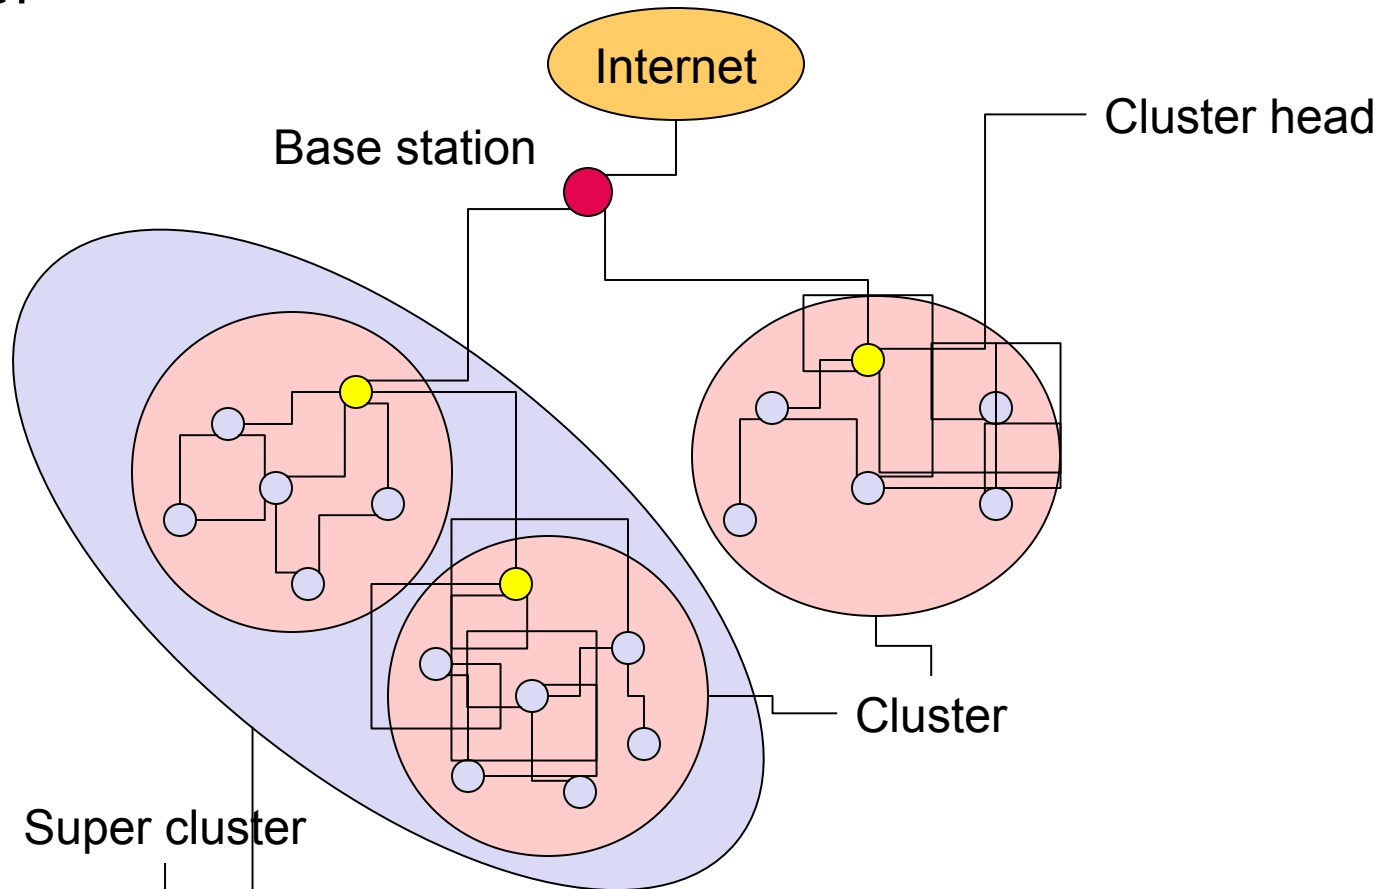 Internet
Cluster head
Base station
Cluster
Super cluster